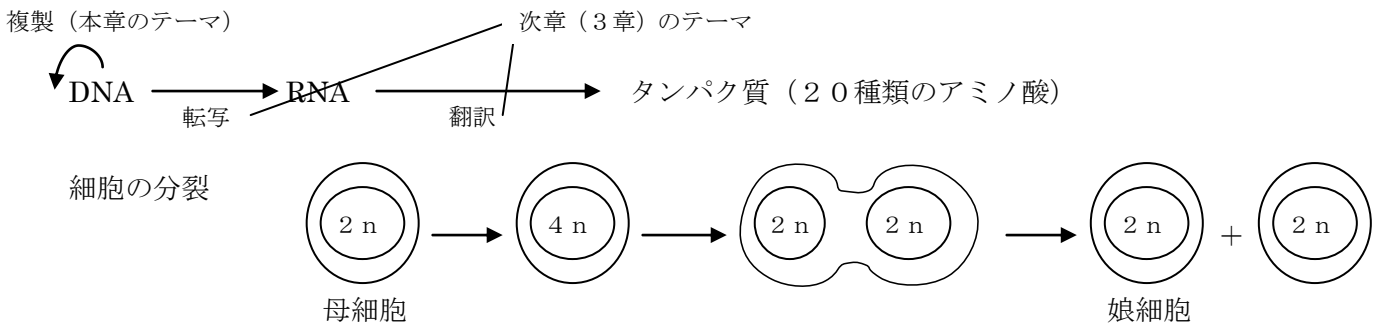 複製（本章のテーマ） 次章（３章）のテーマ
DNA RNA タンパク質（２０種類のアミノ酸）
転写 翻訳
細胞の分裂
２ｎ ４ｎ ２ｎ ２ｎ ２ｎ ＋ ２ｎ
母細胞 娘細胞